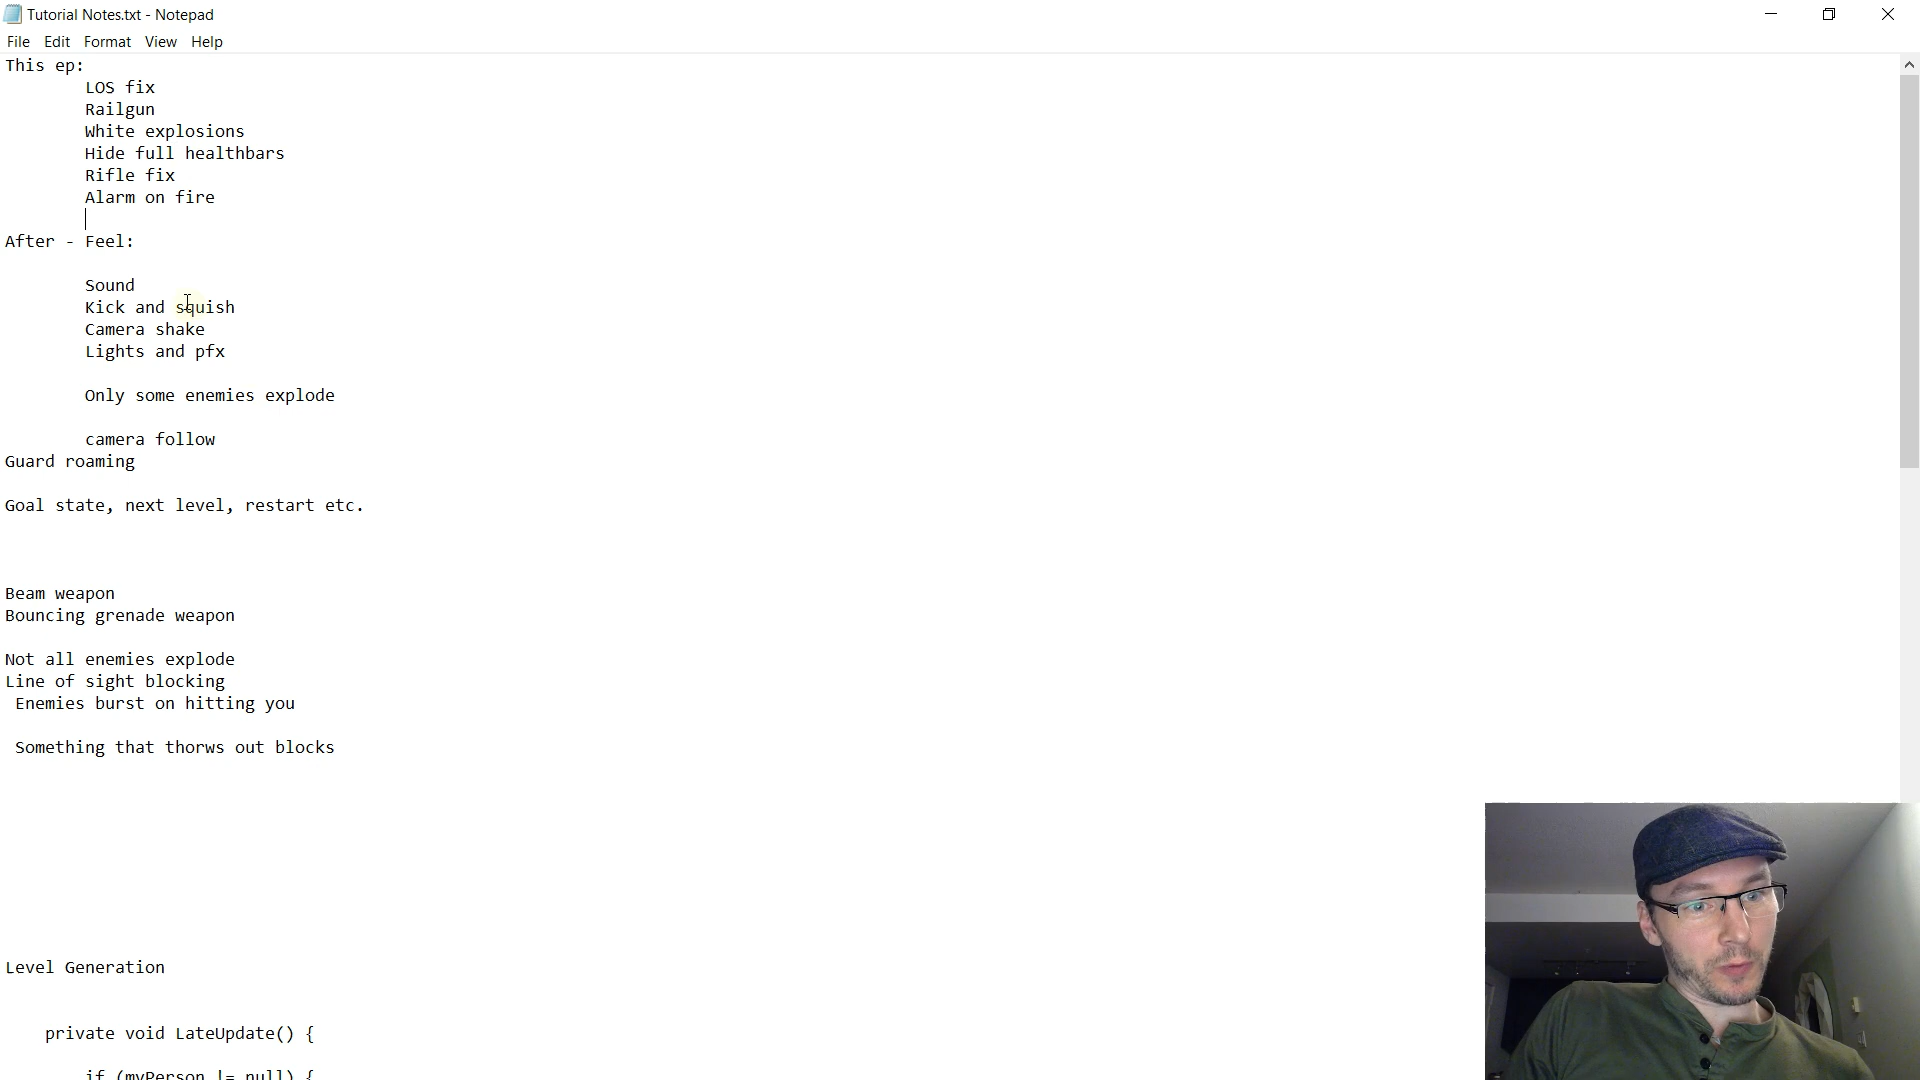 Tutorial Notes.txt - Notepad
File Edit Format View Help
This ep:
LOS fix
Railgun
White explosions
Hide full healthbars
Rifle fix
Alarm on fire
After - Feel:
Sound
Kick and squish
Camera shake
Lights and pfx
Only some enemies explode
camera follow
Guard roaming
Goal state, next level, restart etc.
Beam weapon
Bouncing grenade weapon
Not all enemies explode
Line of sight blocking
Enemies burst on hitting you
Something that thorws out blocks
Level Generation
private void LateUpdate() {
if (myPerson != null) {